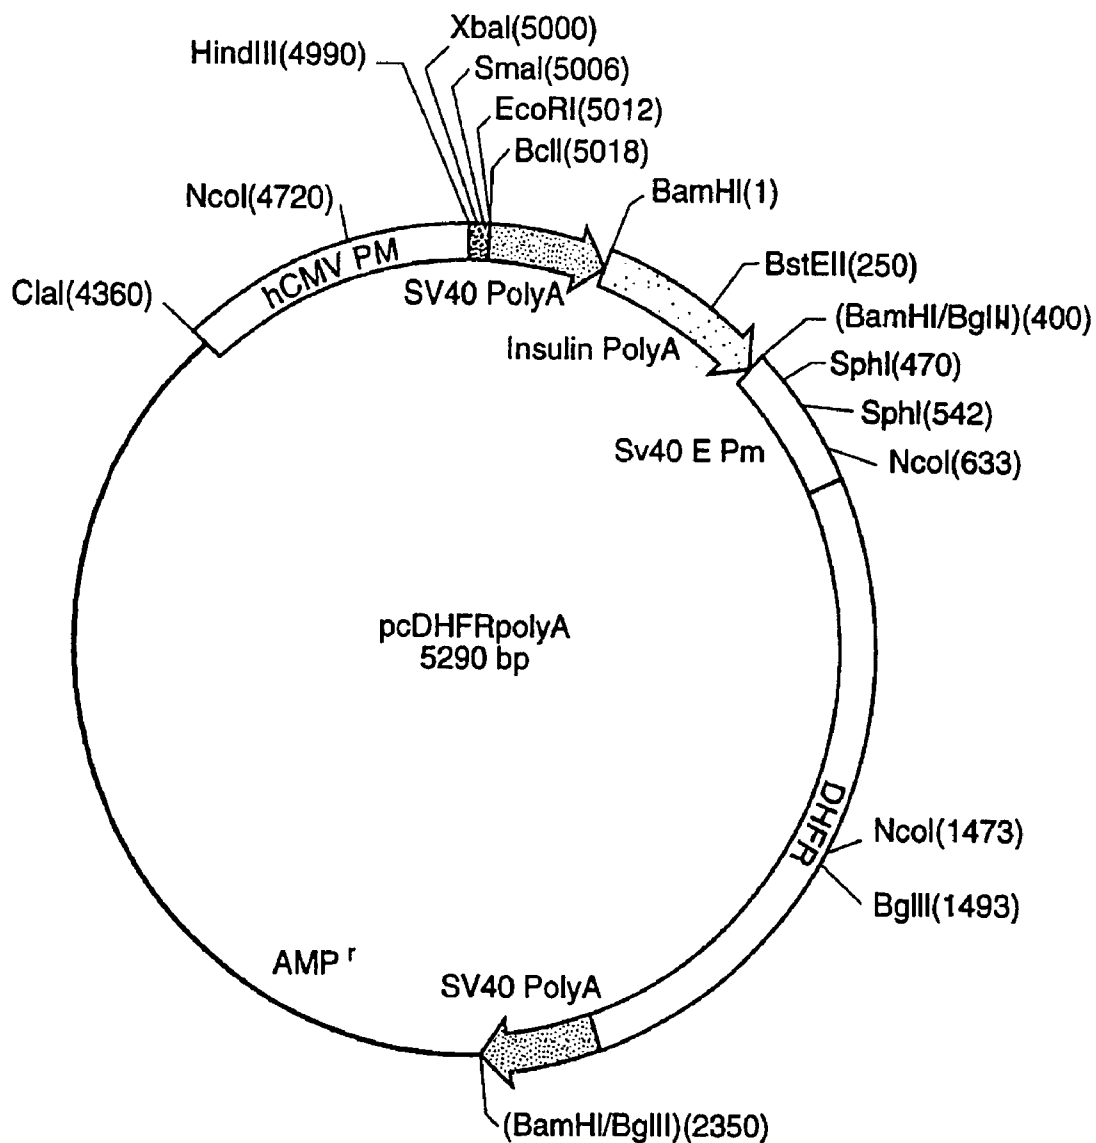 XbaI(5000)
HindIII(4990)
SmaI(5006)
EcoRI(5012)
BclI(5018)
NcoI(4720)
BamHI(1)
hCMV PM
BstEII(250)
ClaI(4360)
SV40 PolyA
(BamHI/BglII)(400)
Insulin PolyA
SphI(470)
SphI(542)
Sv40 E Pm
NcoI(633)
pcDHFRpolyA
5290 bp
DHFR
NcoI(1473)
BglII(1493)
AMP r
SV40 PolyA
(BamHI/BglII)(2350)